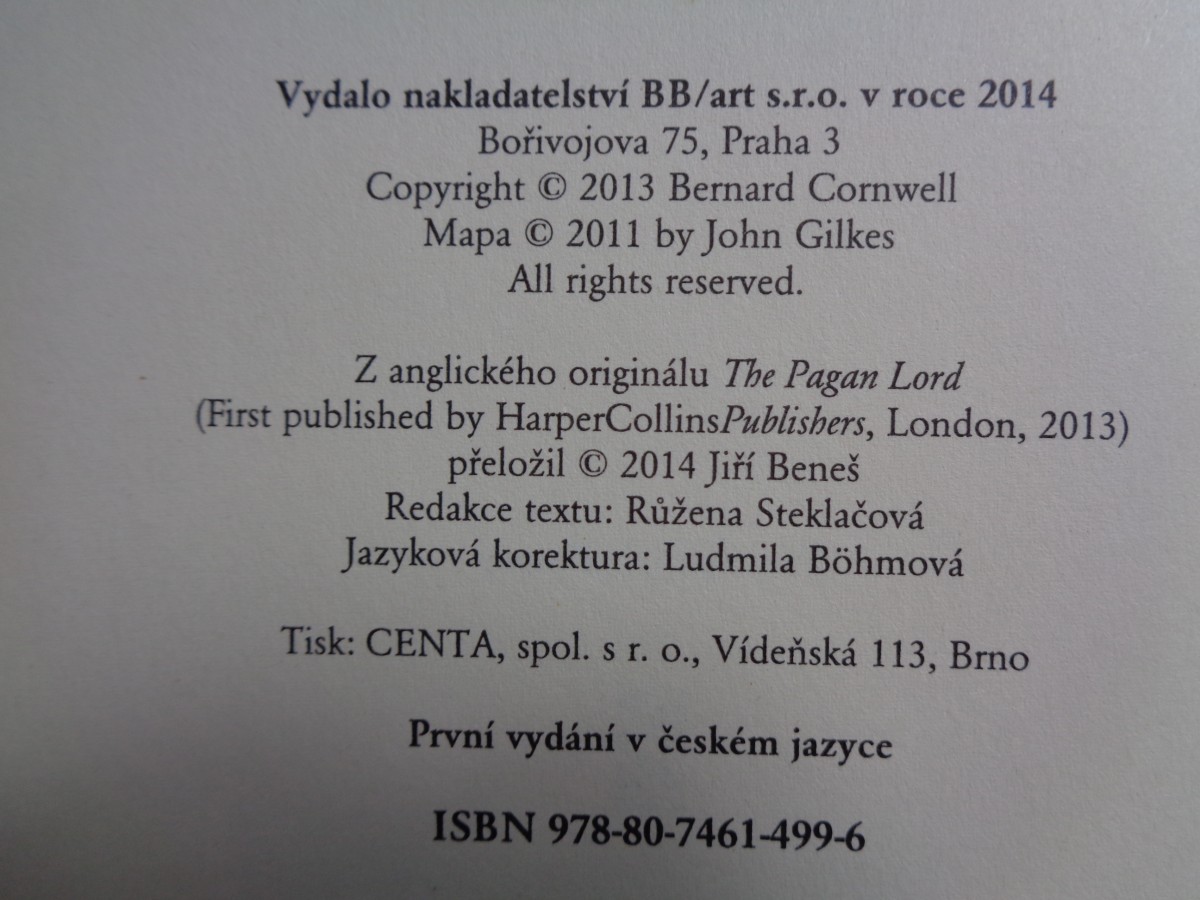 Vydalo nakladatelství BB/art s.r.o. v roce 2014
Bořivojova 75, Praha 3
Copyright © 2013 Bernard Cornwell
Mapa © 2011 by John Gilkes
All rights reserved.
Z anglického originálu The Pagan Lord
(First published by HarperCollinsPublishers, London, 2013)
přeložil © 2014 Jiří Beneš
Redakce textu: Růžena Steklačová
Jazyková korektura: Ludmila Böhmová
Tisk: CENTA, spol. s r. o., Vídeňská 113, Brno
První vydání v českém jazyce
ISBN 978-80-7461-499-6